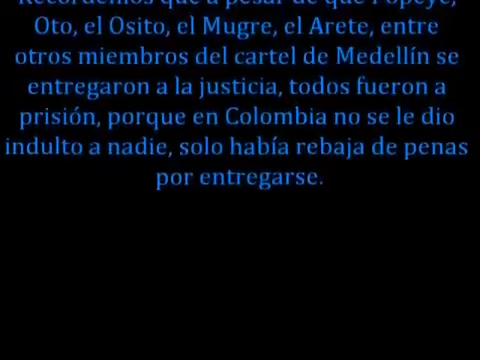 Recordemos que a pesar de que Popeye,
Oto, el Osito, el Mugre, el Arete, entre
otros miembros del cartel de Medellín se
entregaron a la justicia, todos fueron a
prisión, porque en Colombia no se le dio
indulto a nadie, solo había rebaja de penas
por entregarse.